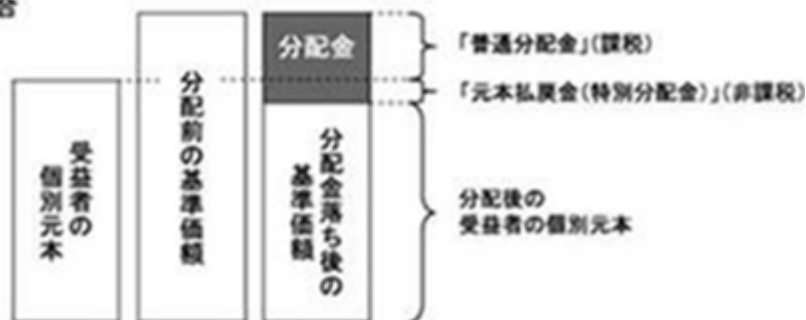 合
受益者の
個別元本
分配前の基準価額
分配金
分配金落ち後の
基準価額
「普通分配金」(課税)
「元本払戻金(特別分配金)」(非課税)
分配後の
受益者の個別元本